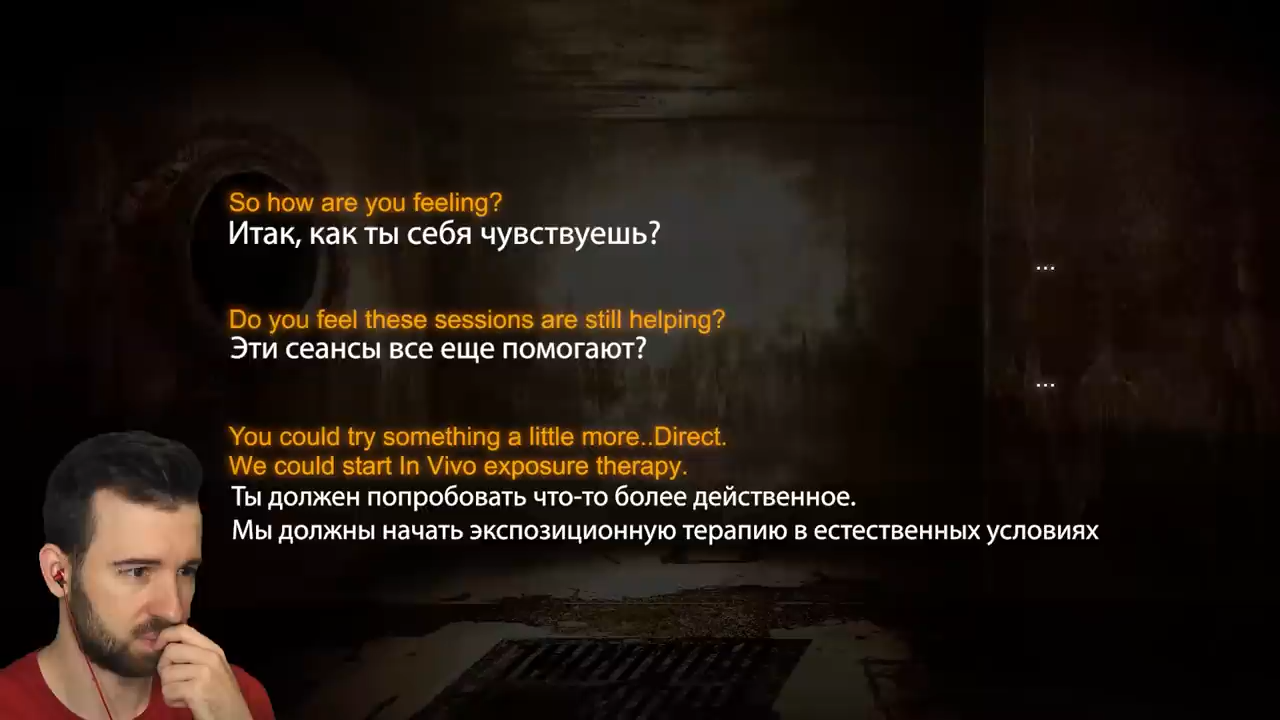 So how are you feeling?
Итак, как ты себя чувствуешь?
...
Do you feel these sessions are still helping?
Эти сеансы все еще помогают?
...
You could try something a little more..Direct.
We could start In Vivo exposure therapy.
Ты должен попробовать что-то более действенное.
Мы должны начать экспозиционную терапию в естественных условиях